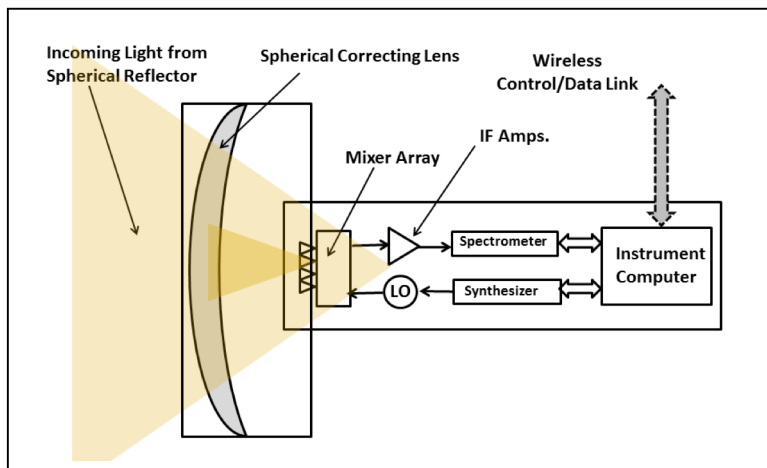 Incoming Light from
Spherical Reflector
Spherical Correcting Lens
Wireless
Control/Data Link
IF Amps.
Mixer Array
Spectrometer
Instrument
Computer
LO
Synthesizer